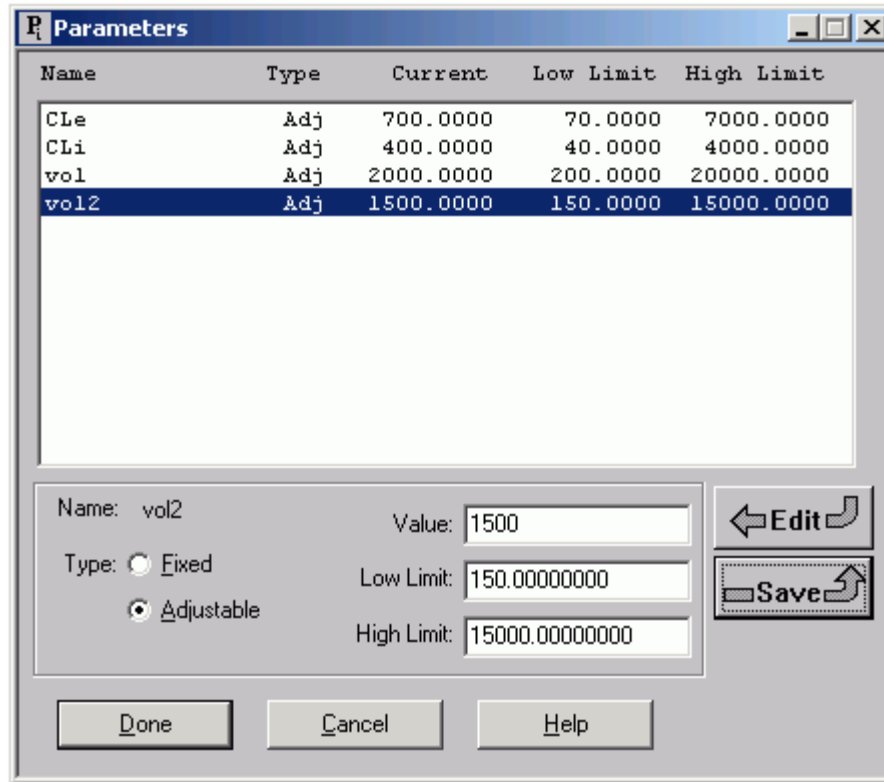 Pi Parameters
Name Type Current Low Limit High Limit
CLe Adj 700.0000 70.0000 7000.0000
CLi Adj 400.0000 40.0000 4000.0000
vol Adj 2000.0000 200.0000 20000.0000
vol2 Adj 1500.0000 150.0000 15000.0000
Name: vol2
Value: 1500
Edit
Type: Fixed
Low Limit: 150.00000000
Save
Adjustable
High Limit: 15000.00000000
Done Cancel Help